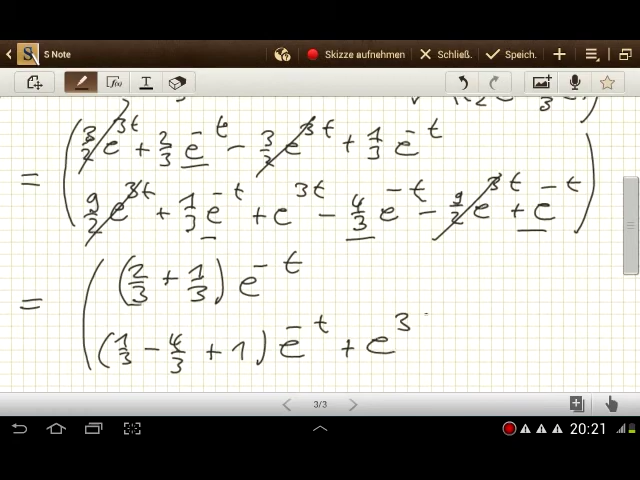 S Note
Skizze aufnehmen
Schließ.
Speich.
= ( 3/2 e^3t + 2/3 e^-t - 3/2 e^3t + 1/3 e^-t
9/2 e^3t + 1/3 e^-t + e^3t - 4/3 e^-t - 9/2 e^3t + e^-t )
= ( (2/3 + 1/3) e^-t
(1/3 - 4/3 + 1) e^-t + e^3
3/3
20:21